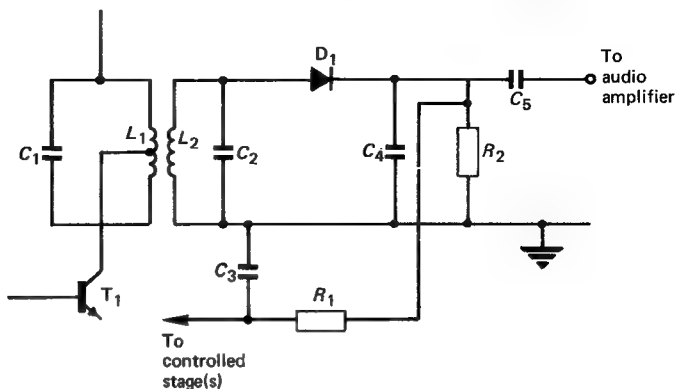 D1
To
audio
amplifier
C5
L1
L2
C1
C2
C4
R2
C3
T1
R1
To
controlled
stage(s)